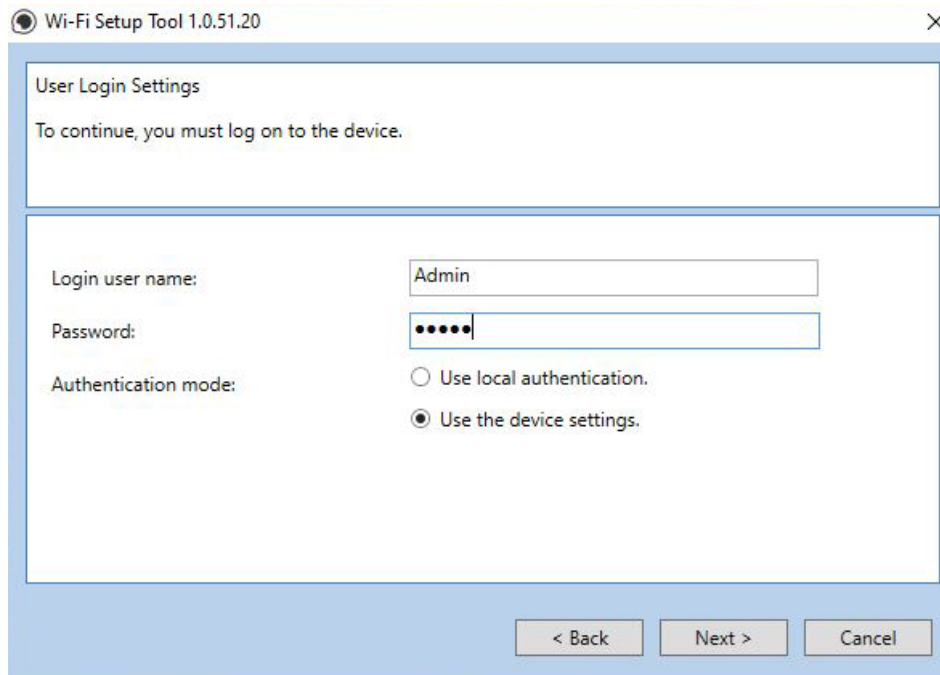 Wi-Fi Setup Tool 1.0.51.20
User Login Settings
To continue, you must log on to the device.
Login user name: Admin
Password: •••••
Authentication mode: Use local authentication.
Use the device settings.
< Back Next > Cancel